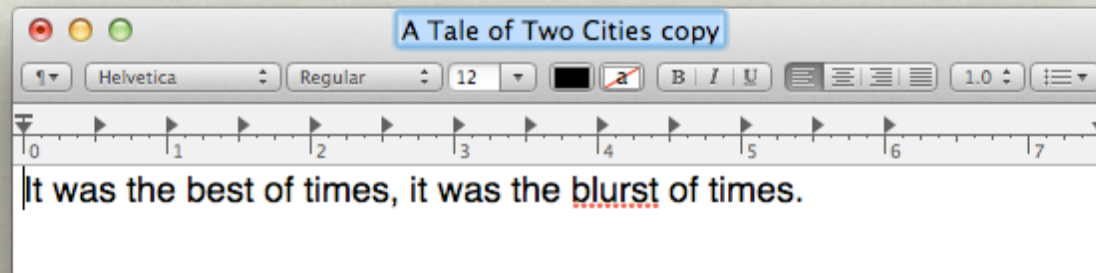 A Tale of Two Cities copy
¶ Helvetica Regular 12 a B I U 1.0
0 1 2 3 4 5 6 7
It was the best of times, it was the blurst of times.